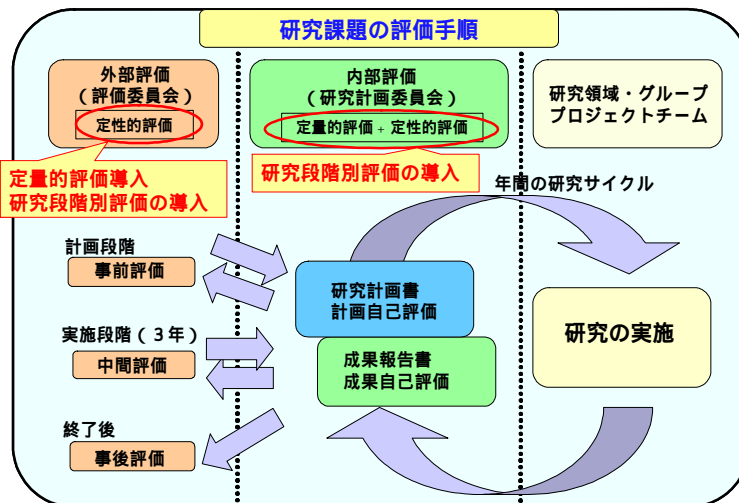 研究課題の評価手順
外部評価
（評価委員会）
定性的評価
内部評価
（研究計画委員会）
定量的評価＋定性的評価
研究領域・グループ
プロジェクトチーム
定量的評価導入
研究段階別評価の導入
研究段階別評価の導入
年間の研究サイクル
計画段階
事前評価
研究計画書
計画自己評価
研究の実施
実施段階（３年）
中間評価
成果報告書
成果自己評価
終了後
事後評価